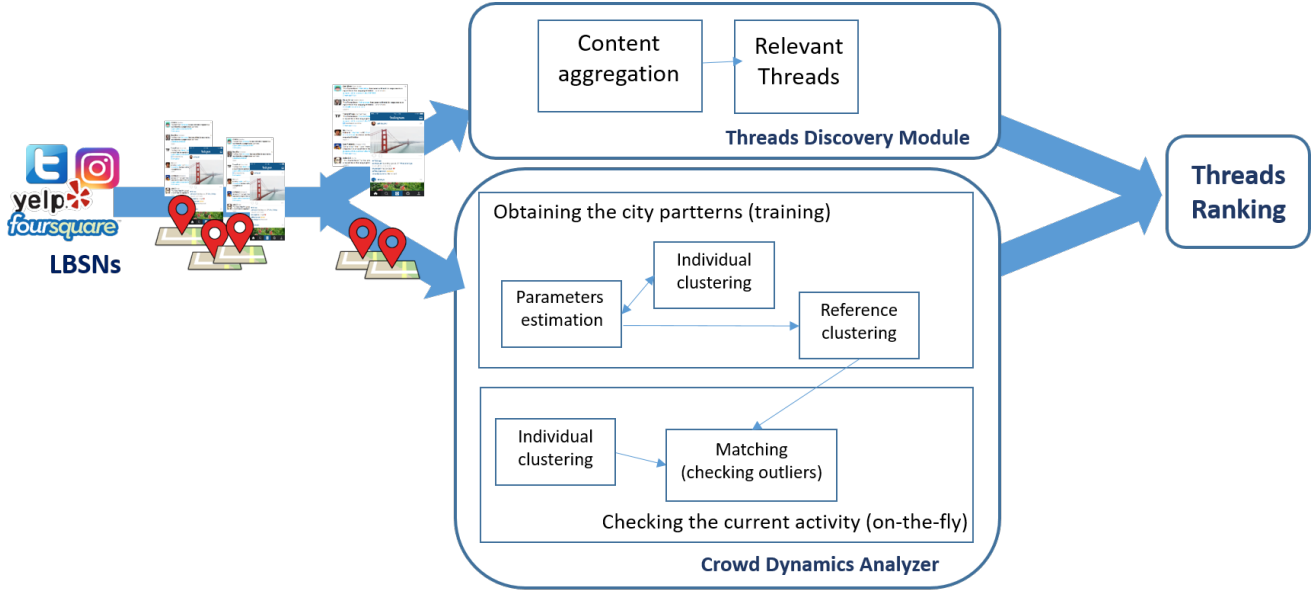 Content
aggregation
Relevant
Threads
Threads Discovery Module
yelp
foursquare
LBSNs
Obtaining the city partterns (training)
Individual
clustering
Parameters
estimation
Reference
clustering
Individual
clustering
Matching
(checking outliers)
Checking the current activity (on-the-fly)
Crowd Dynamics Analyzer
Threads
Ranking